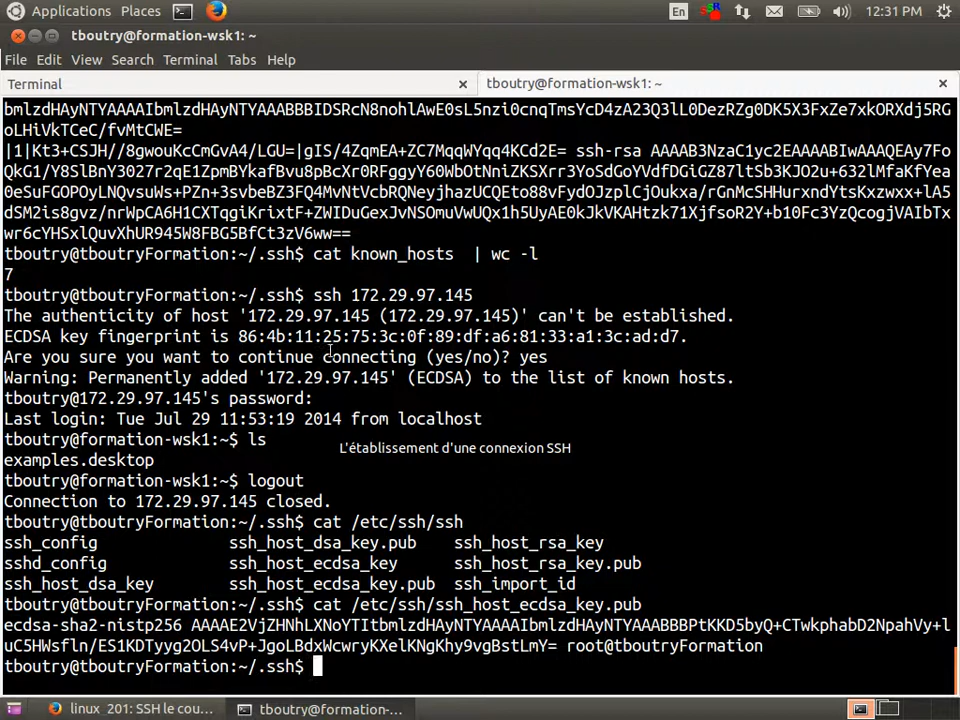 Applications Places En 12:31 PM
tboutry@formation-wsk1: ~
File Edit View Search Terminal Tabs Help
Terminal × tboutry@formation-wsk1: ~ ×
bmlzdHAyNTYAAAAIbmlzdHAyNTYAAABBBIDSRcN8nohlAwE0sL5nzi0cnqTmsYcD4zA23Q3lL0DezRZg0DK5X3FxZe7xkORXdj5RG
oLHiVkTCeC/fvMtCWE=
|1|Kt3+CSJH//8gwouKcCmGvA4/LGU=|gIS/4ZqmEA+ZC7MqqWYqq4KCd2E= ssh-rsa AAAAB3NzaC1yc2EAAAABIwAAAQEAy7Fo
QkG1/Y8SlBnY3027r2qE1ZpmBYkafBvu8pBcXr0RFggyY60WbOtNniZKSXrr3YoSdGoYVdfDGiGZ87ltSb3KJO2u+632lMfaKfYea
0eSuFGOPOyLNQvsuWs+PZn+3svbeBZ3FQ4MvNtVcbRQNeyjhazUCQEto88vFydOJzplCjOukxa/rGnMcSHHurxndYtsKxzwxx+lA5
dSM2is8gvz/nrWpCA6H1CXTqgiKrixtF+ZWIDuGexJvNSOmuVwUQx1h5UyAE0kJkVKAHtzk71XjfsoR2Y+b10Fc3YzQcogjVAIbTx
wr6cYHSxlQuvXhUR945W8FBG5BfCt3zV6ww==
tboutry@tboutryFormation:~/.ssh$ cat known_hosts | wc -l
7
tboutry@tboutryFormation:~/.ssh$ ssh 172.29.97.145
The authenticity of host '172.29.97.145 (172.29.97.145)' can't be established.
ECDSA key fingerprint is 86:4b:11:25:75:3c:0f:89:df:a6:81:33:a1:3c:ad:d7.
Are you sure you want to continue connecting (yes/no)? yes
Warning: Permanently added '172.29.97.145' (ECDSA) to the list of known hosts.
tboutry@172.29.97.145's password:
Last login: Tue Jul 29 11:53:19 2014 from localhost
tboutry@formation-wsk1:~$ ls
L'établissement d'une connexion SSH
examples.desktop
tboutry@formation-wsk1:~$ logout
Connection to 172.29.97.145 closed.
tboutry@tboutryFormation:~/.ssh$ cat /etc/ssh/ssh
ssh_config ssh_host_dsa_key.pub ssh_host_rsa_key
sshd_config ssh_host_ecdsa_key ssh_host_rsa_key.pub
ssh_host_dsa_key ssh_host_ecdsa_key.pub ssh_import_id
tboutry@tboutryFormation:~/.ssh$ cat /etc/ssh/ssh_host_ecdsa_key.pub
ecdsa-sha2-nistp256 AAAAE2VjZHNhLXNoYTItbmlzdHAyNTYAAAAIbmlzdHAyNTYAAABBBPtKKD5byQ+CTwkphabD2NpahVy+l
uC5HWsfln/ES1KDTyyg2OLS4vP+JgoLBdxWcwryKXelKNgKhy9vgBstLmY= root@tboutryFormation
tboutry@tboutryFormation:~/.ssh$
linux_201: SSH le cou... tboutry@formation-...